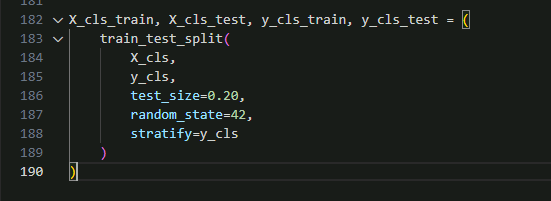 181
182 X_cls_train, X_cls_test, y_cls_train, y_cls_test = (
183     train_test_split(
184         X_cls,
185         y_cls,
186         test_size=0.20,
187         random_state=42,
188         stratify=y_cls
189     )
190 )